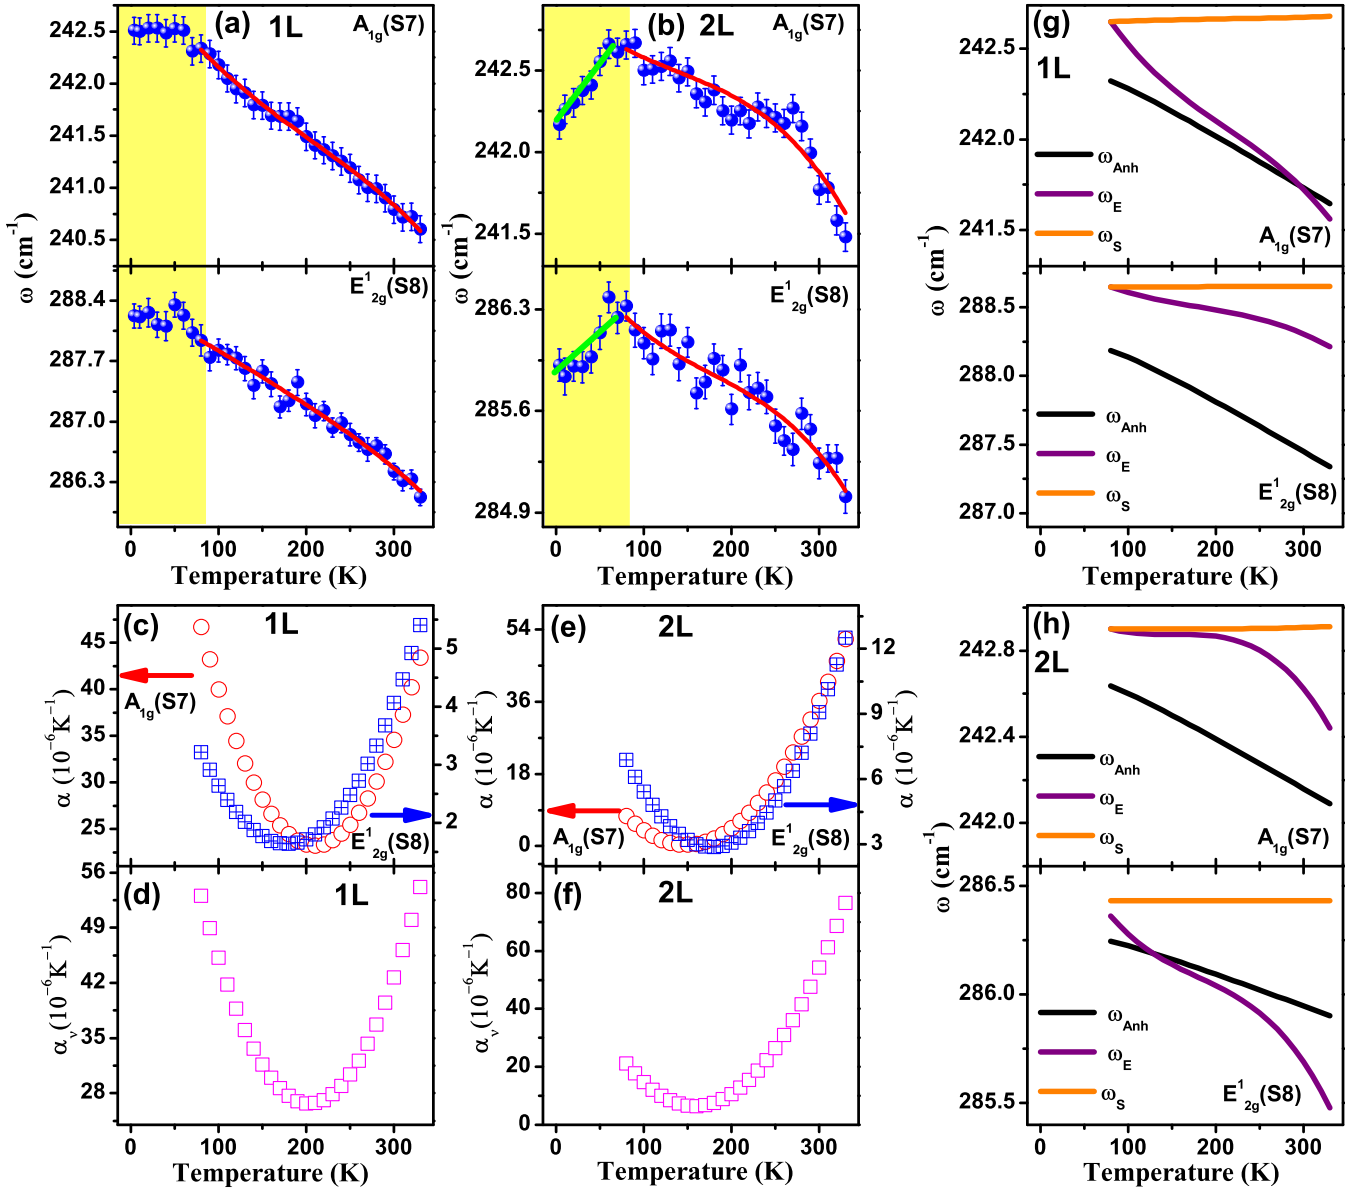 (a)
1L
A1g(S7)
242.5
242.0
241.5
241.0
240.5
E12g(S8)
288.4
287.7
287.0
286.3
ω (cm-1)
0
100
200
300
Temperature (K)
(b)
2L
A1g(S7)
242.5
242.0
241.5
E12g(S8)
286.3
285.6
284.9
ω (cm-1)
0
100
200
300
Temperature (K)
(g)
1L
242.5
242.0
241.5
ωAnh
ωE
ωS
A1g(S7)
288.5
288.0
287.5
287.0
ωAnh
ωE
ωS
E12g(S8)
ω (cm-1)
0
100
200
300
Temperature (K)
(c)
1L
45
40
35
30
25
α (10−6K−1)
A1g(S7)
E12g(S8)
5
4
3
2
(d)
1L
56
49
42
35
28
αv(10−6K−1)
0
100
200
300
Temperature (K)
(e)
2L
54
36
18
0
α (10−6K−1)
A1g(S7)
E12g(S8)
12
9
6
3
α (10−6K−1)
(f)
2L
80
60
40
20
0
αv(10−6K−1)
0
100
200
300
Temperature (K)
(h)
2L
242.8
242.4
242.0
ωAnh
ωE
ωS
A1g(S7)
286.5
286.0
285.5
ωAnh
ωE
ωS
E12g(S8)
ω (cm-1)
0
100
200
300
Temperature (K)